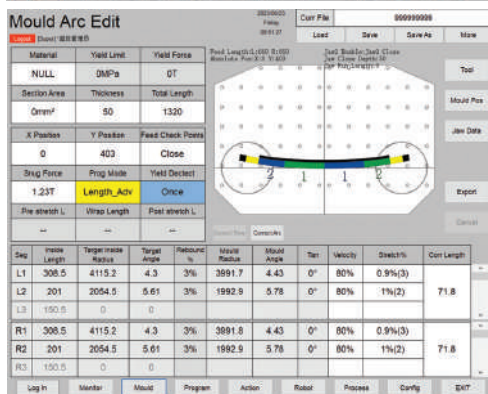 Mould Arc Edit
Friday
Curr File
999999999
Load
Save
Save As
More
Logout
Material
Yield Limit
Yield Force
NULL
0MPa
0T
Section Area
Thickness
Total Length
0mm²
50
1320
X Position
Y Position
Feed Check Points
0
403
Close
Snug Force
Prog Mode
Yield Dectect
1.23T
Length_Adv
Once
Pre stretch L
Wrap Length
Post stretch L
--
--
--
2
1
1
2
Correct Arc
Tool
Mould Pos
Jaw Data
Export
Cancel
Seg
Inside Length
Target Inside Radius
Target Angle
Rebound %
Mould Radius
Mould Angle
Tan
Velocity
Stretch%
Corr Length
L1 308.5 4115.2 4.3 3% 3991.7 4.43 0° 80% 0.9%(3)
L2 201 2054.5 5.61 3% 1992.9 5.78 0° 80% 1%(2)
71.8
L3 150.5 0 0
R1 308.5 4115.2 4.3 3% 3991.8 4.43 0° 80% 0.9%(3)
R2 201 2054.5 5.61 3% 1992.9 5.78 0° 80% 1%(2)
71.8
R3 150.5 0 0
Log In
Monitor
Mould
Program
Action
Robot
Process
Config
EXIT